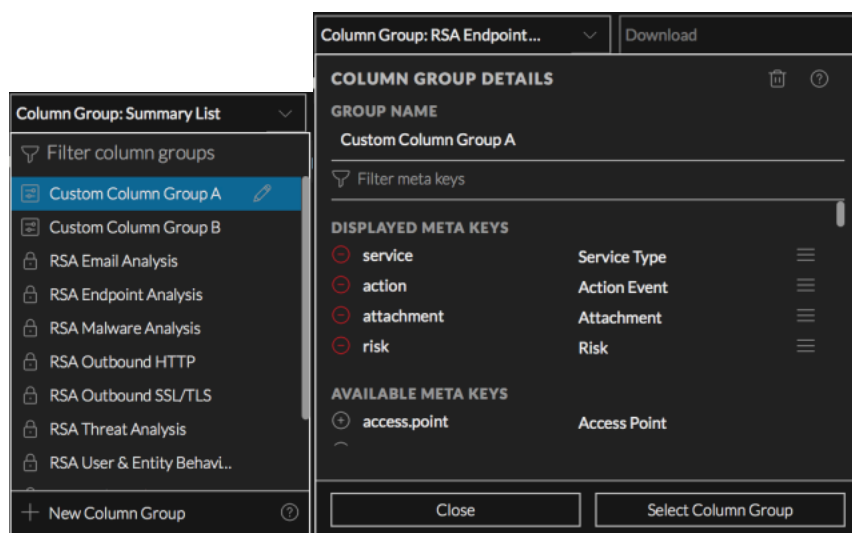 Column Group: Summary List
Filter column groups
Custom Column Group A
Custom Column Group B
RSA Email Analysis
RSA Endpoint Analysis
RSA Malware Analysis
RSA Outbound HTTP
RSA Outbound SSL/TLS
RSA Threat Analysis
RSA User & Entity Behavi...
New Column Group
Column Group: RSA Endpoint... Download
COLUMN GROUP DETAILS
GROUP NAME
Custom Column Group A
Filter meta keys
DISPLAYED META KEYS
service Service Type
action Action Event
attachment Attachment
risk Risk
AVAILABLE META KEYS
access.point Access Point
Close Select Column Group